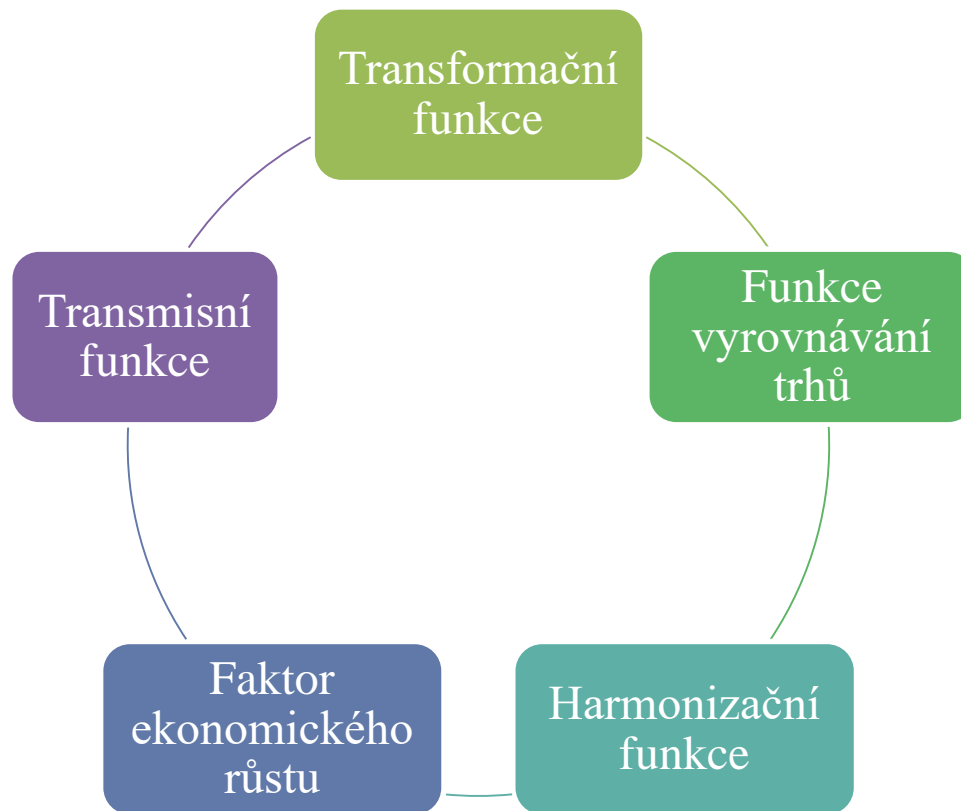 Transformační
funkce
Funkce
vyrovnávání
trhů
Harmonizační
funkce
Faktor
ekonomického
růstu
Transmisní
funkce